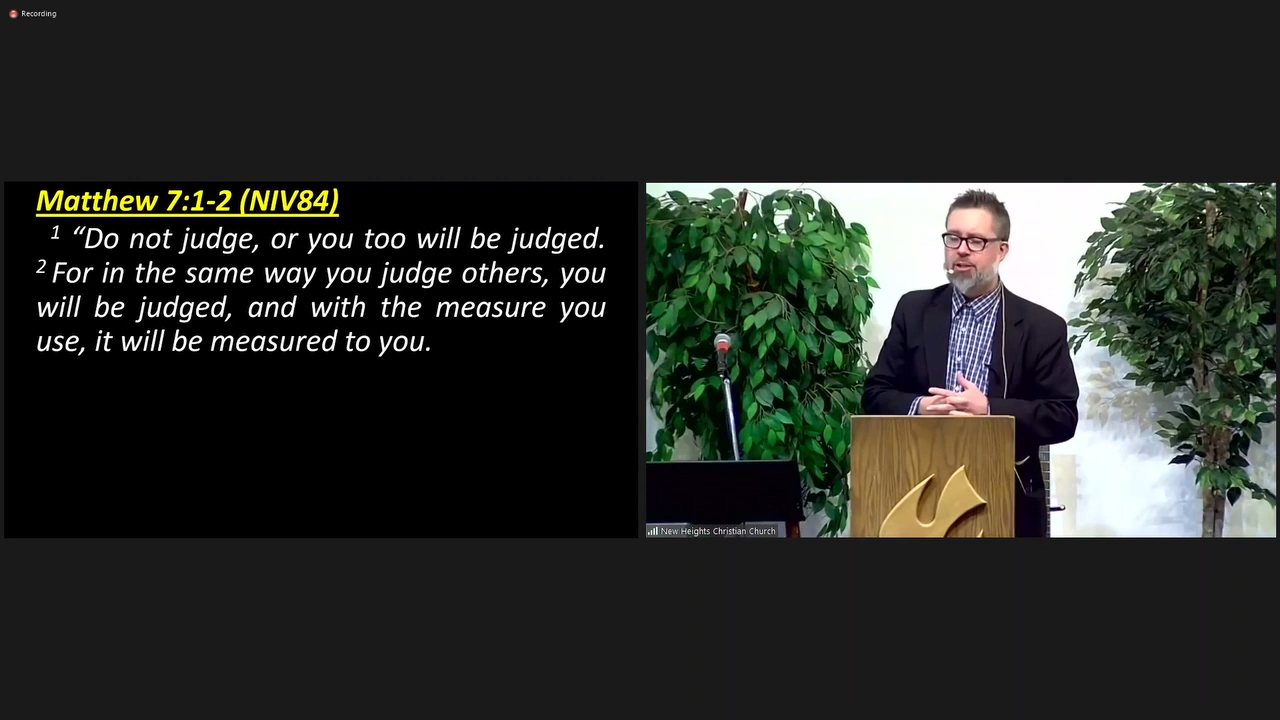 Recording
Matthew 7:1-2 (NIV84)
1 “Do not judge, or you too will be judged.
2 For in the same way you judge others, you
will be judged, and with the measure you
use, it will be measured to you.
New Heights Christian Church